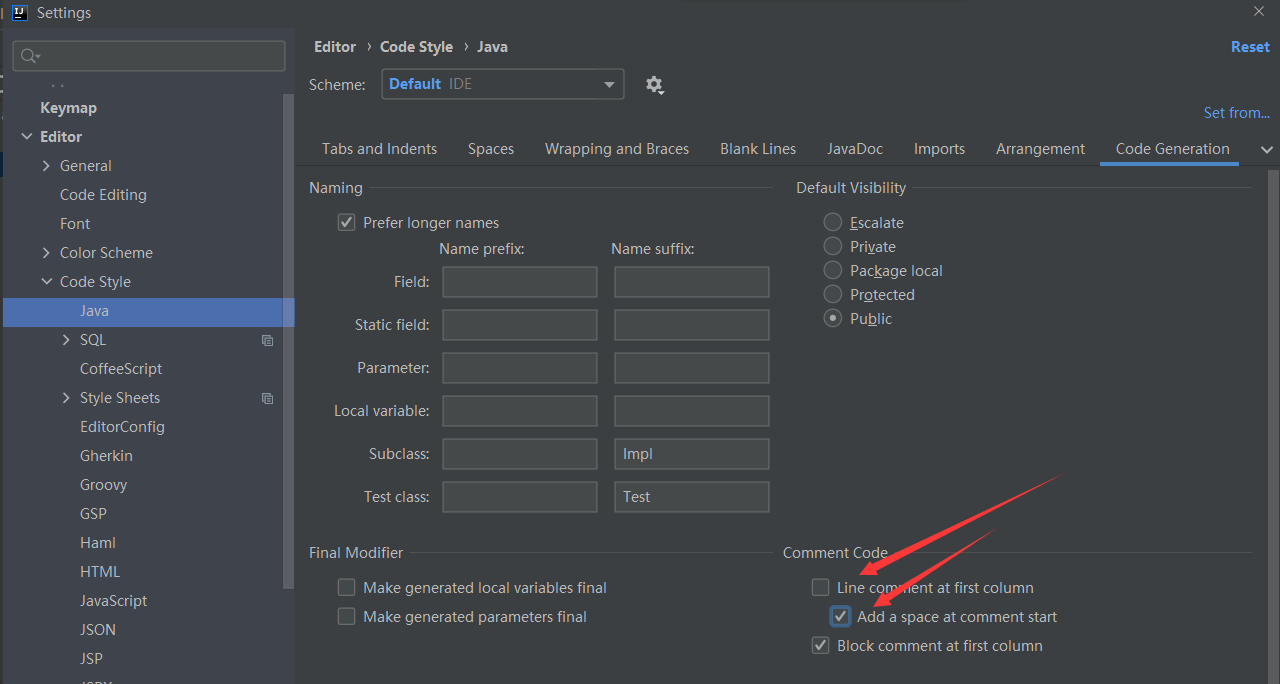 Settings
Keymap
Editor
General
Code Editing
Font
Color Scheme
Code Style
Java
SQL
CoffeeScript
Style Sheets
EditorConfig
Gherkin
Groovy
GSP
Haml
HTML
JavaScript
JSON
JSP
Editor › Code Style › Java
Reset
Scheme: Default IDE
Set from...
Tabs and Indents Spaces Wrapping and Braces Blank Lines JavaDoc Imports Arrangement Code Generation
Naming
Prefer longer names
Name prefix: Name suffix:
Field:
Static field:
Parameter:
Local variable:
Subclass: Impl
Test class: Test
Default Visibility
Escalate
Private
Package local
Protected
Public
Final Modifier
Make generated local variables final
Make generated parameters final
Comment Code
Line comment at first column
Add a space at comment start
Block comment at first column